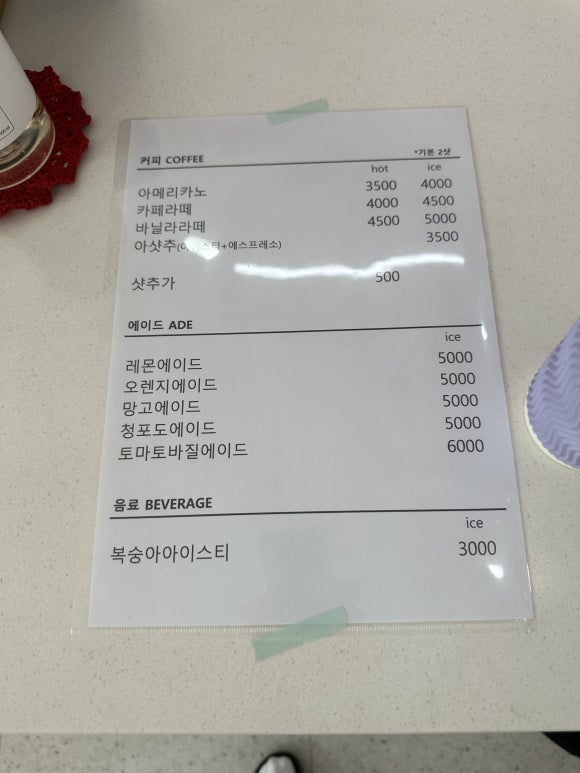 커피 COFFEE *기본 2샷
hot ice
아메리카노 3500 4000
카페라떼 4000 4500
바닐라라떼 4500 5000
아샷추(아이스티+에스프레소) 3500
샷추가 500
에이드 ADE
ice
레몬에이드 5000
오렌지에이드 5000
망고에이드 5000
청포도에이드 5000
토마토바질에이드 6000
음료 BEVERAGE
ice
복숭아아이스티 3000